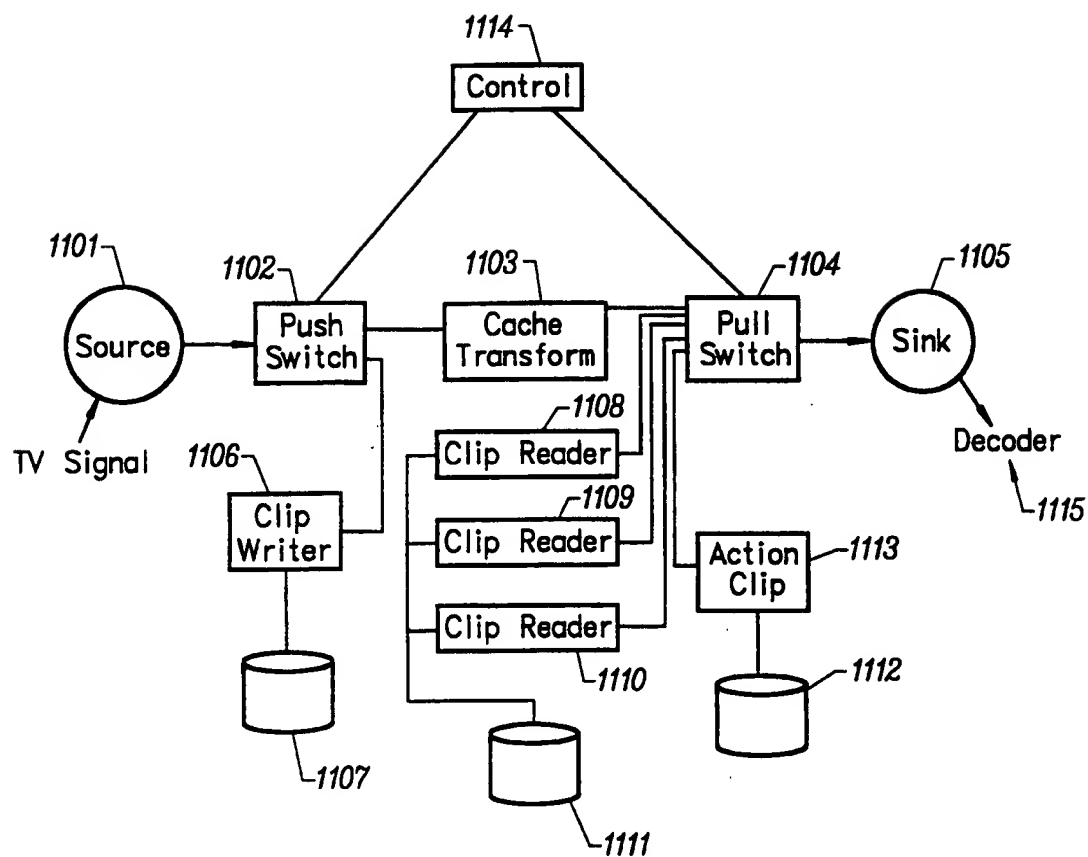 1114
Control
1101
1102
1103
1104
1105
Source
Push
Switch
Cache
Transform
Pull
Switch
Sink
TV Signal
1108
Clip Reader
Decoder
1106
1109
1115
Clip
Writer
Clip Reader
Action
Clip
1113
Clip Reader
1110
1112
1107
1111